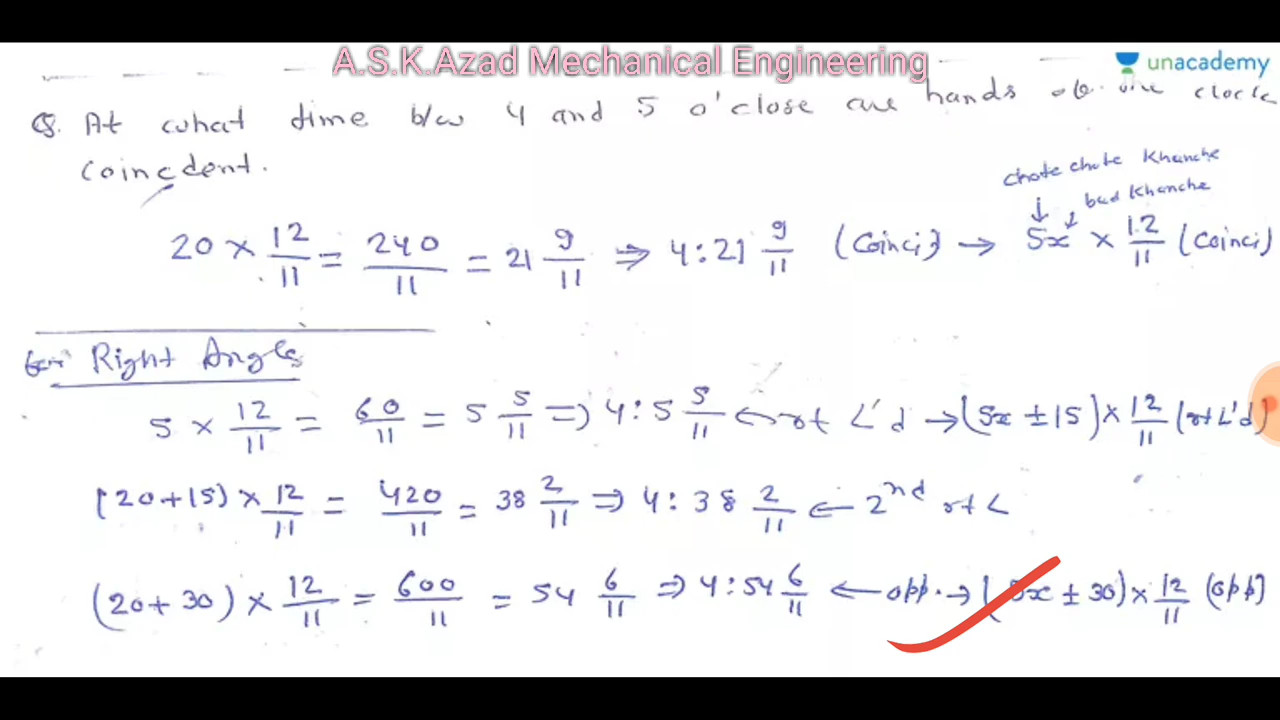 A.S.K.Azad Mechanical Engineering
unacademy
Q. At what time b/w 4 and 5 o'close are hands of the clock
Coincdent.
chote chote Khanche
bad Khanche
20 × 12/11 = 240/11 = 21 9/11 ⇒ 4:21 9/11 (Coinci) → 5x × 12/11 (Coinci)
for Right Angle
5 × 12/11 = 60/11 = 5 5/11 ⇒ 4:5 5/11 ← rt L'd → (5x ± 15) × 12/11 (rt L'd)
(20+15) × 12/11 = 420/11 = 38 2/11 ⇒ 4:38 2/11 ← 2nd rt L
(20+30) × 12/11 = 600/11 = 54 6/11 ⇒ 4:54 6/11 ← opp. → (5x ± 30) × 12/11 (opp)